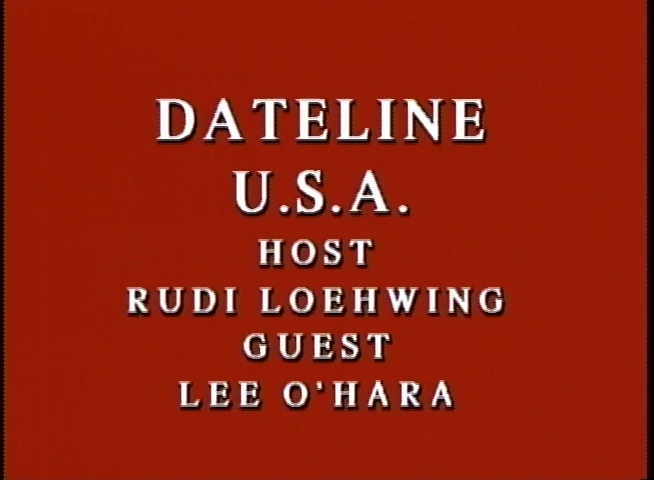 DATELINE
U.S.A.
HOST
RUDI LOEHWING
GUEST
LEE O'HARA